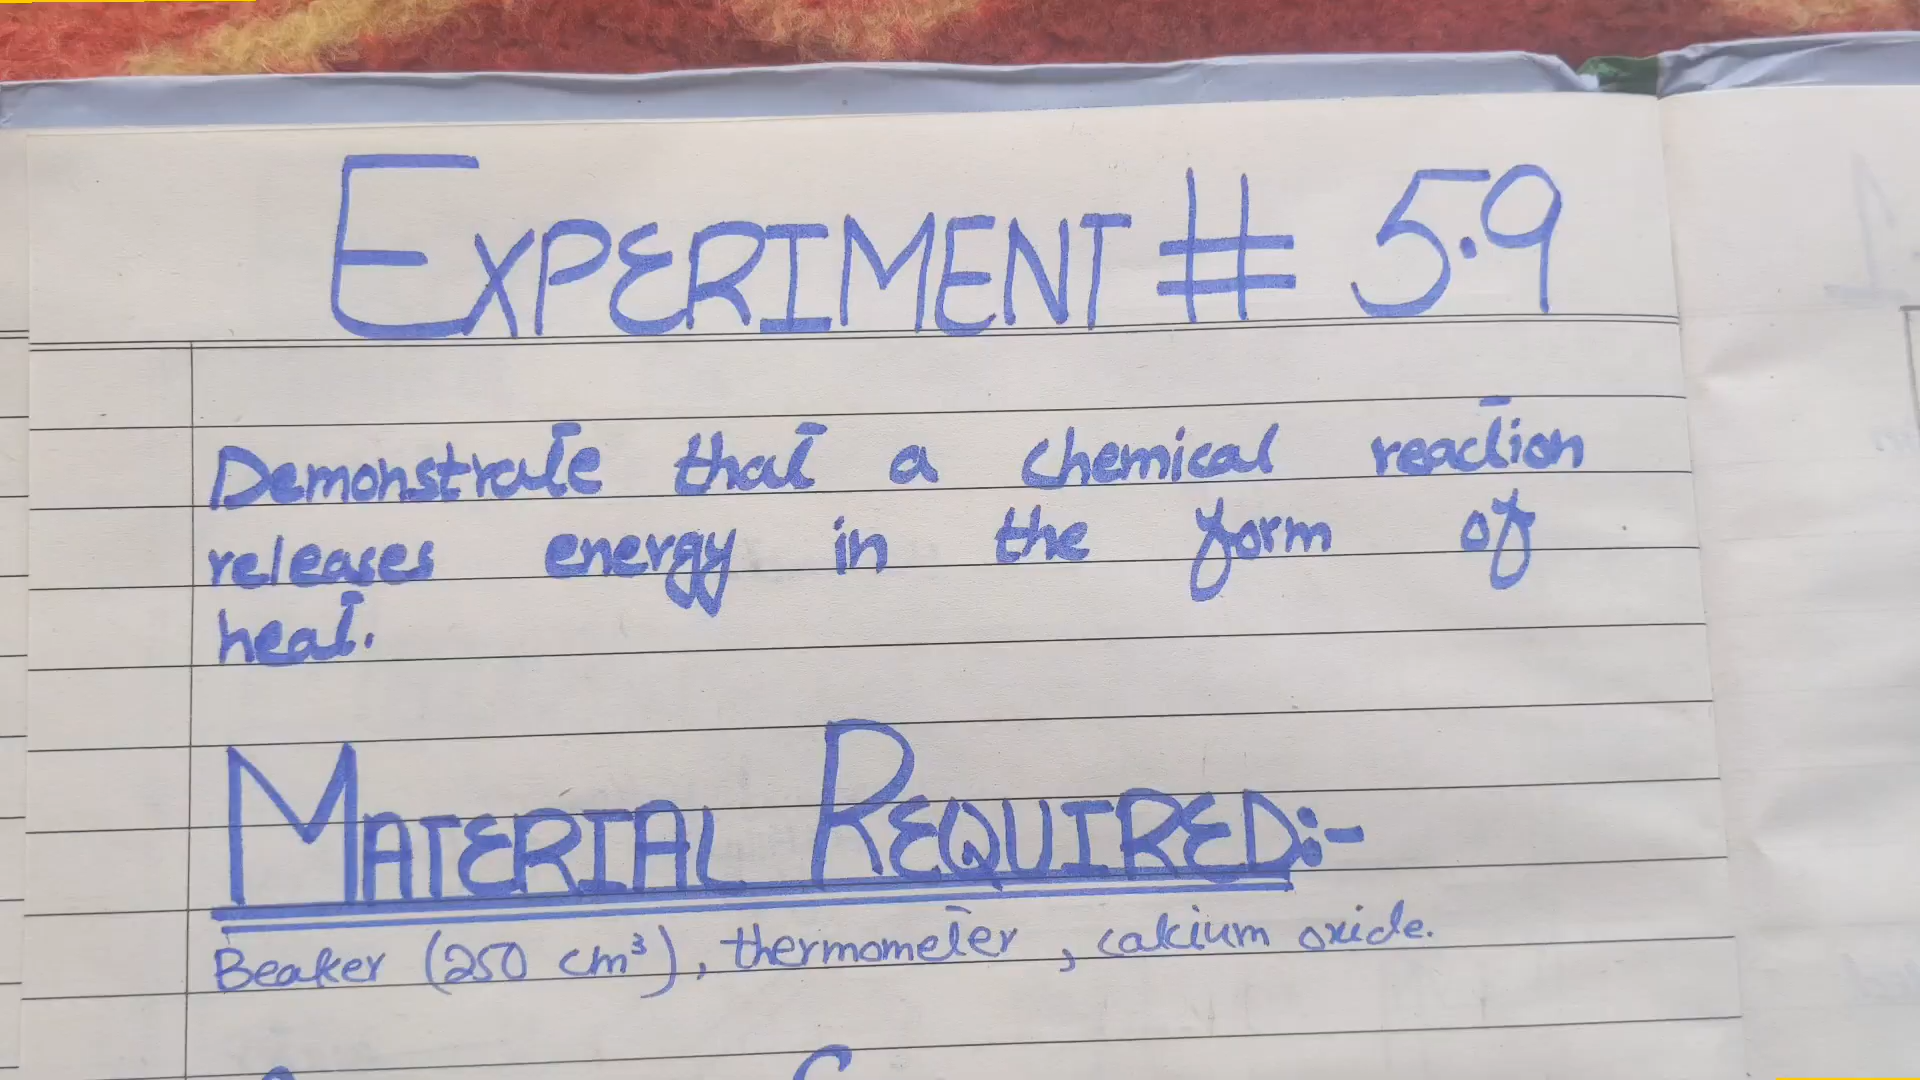 EXPERIMENT # 5.9
Demonstrate that a chemical reaction
releases energy in the form of
heat.
MATERIAL REQUIRED:-
Beaker (250 cm³), thermometer, calcium oxide.